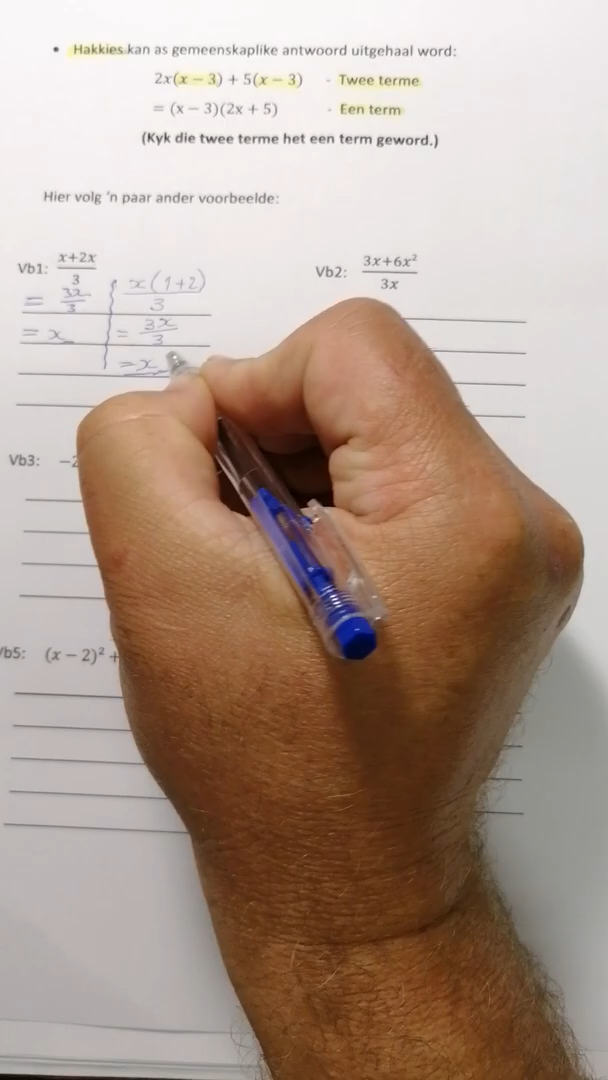 • Hakkies kan as gemeenskaplike antwoord uitgehaal word:
2x(x − 3) + 5(x − 3) - Twee terme
= (x − 3)(2x + 5) - Een term
(Kyk die twee terme het een term geword.)
Hier volg 'n paar ander voorbeelde:
Vb1: x+2x / 3
= 3x / 3
= x
x(1+2) / 3
= 3x / 3
= x
Vb2: 3x+6x² / 3x
Vb3: −2
Vb5: (x − 2)² +